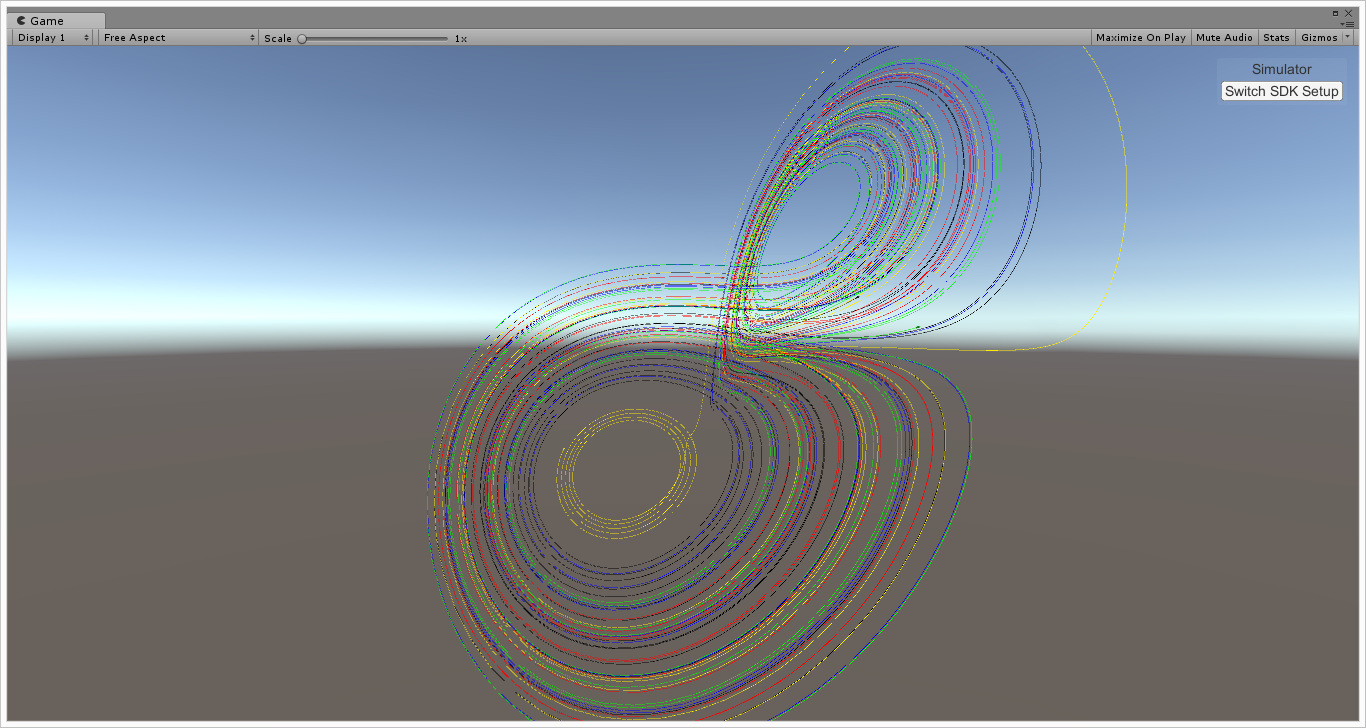 Game
Display 1 Free Aspect Scale 1x Maximize On Play Mute Audio Stats Gizmos
Simulator
Switch SDK Setup